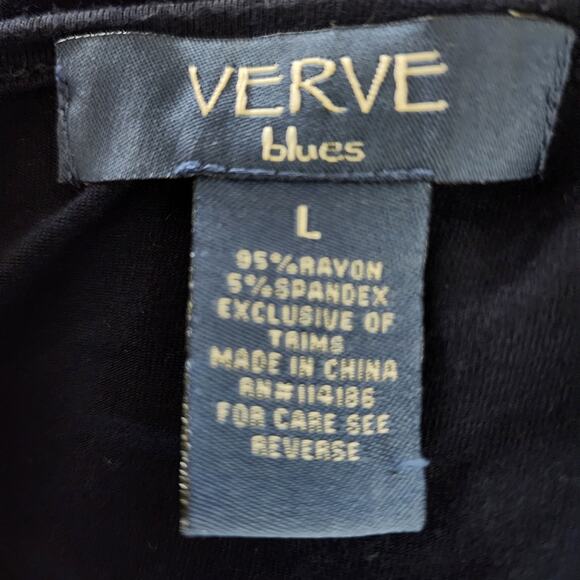 VERVE
blues
L
95%RAYON
5%SPANDEX
EXCLUSIVE OF
TRIMS
MADE IN CHINA
RN#114186
FOR CARE SEE
REVERSE